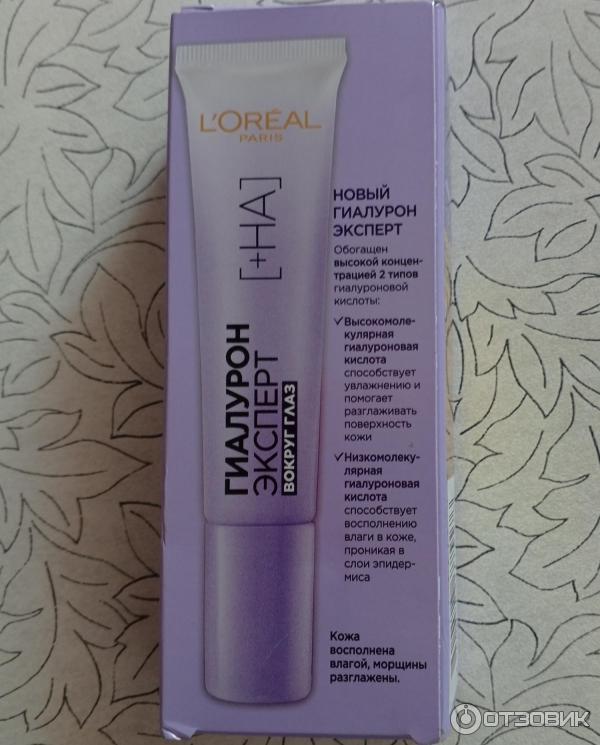 L'ORÉAL
PARIS
[+HA]
ГИАЛУРОН
ЭКСПЕРТ
ВОКРУГ ГЛАЗ
НОВЫЙ
ГИАЛУРОН
ЭКСПЕРТ
Обогащен
высокой концен-
трацией 2 типов
гиалуроновой
кислоты:
✓Высокомоле-
кулярная
гиалуроновая
кислота
способствует
увлажнению и
помогает
разглаживать
поверхность
кожи
✓Низкомолеку-
лярная
гиалуроновая
кислота
способствует
восполнению
влаги в коже,
проникая в
слои эпидер-
миса
Кожа
восполнена
влагой, морщины
разглажены.
ОТЗОВИК